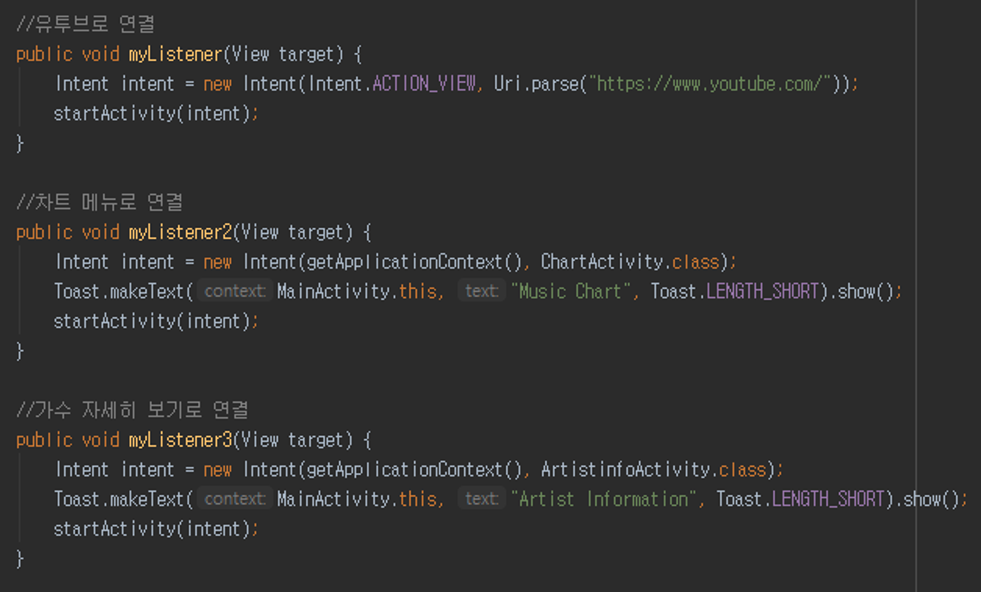 //유투브로 연결
public void myListener(View target) {
Intent intent = new Intent(Intent.ACTION_VIEW, Uri.parse("https://www.youtube.com/"));
startActivity(intent);
}
//차트 메뉴로 연결
public void myListener2(View target) {
Intent intent = new Intent(getApplicationContext(), ChartActivity.class);
Toast.makeText( context: MainActivity.this, text: "Music Chart", Toast.LENGTH_SHORT).show();
startActivity(intent);
}
//가수 자세히 보기로 연결
public void myListener3(View target) {
Intent intent = new Intent(getApplicationContext(), ArtistinfoActivity.class);
Toast.makeText( context: MainActivity.this, text: "Artist Information", Toast.LENGTH_SHORT).show();
startActivity(intent);
}